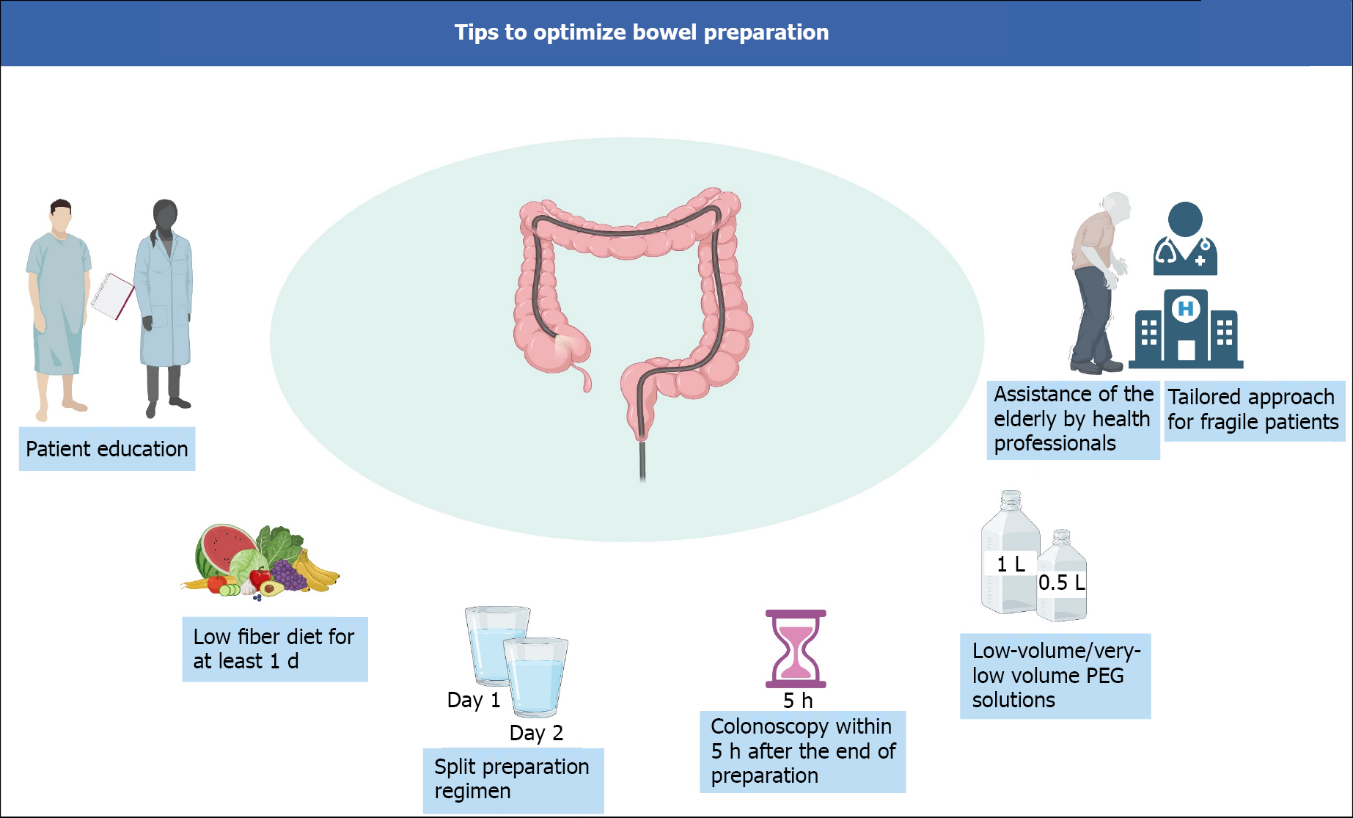 Tips to optimize bowel preparation
Patient education
Low fiber diet for
at least 1 d
Day 1
Day 2
Split preparation
regimen
5 h
Colonoscopy within
5 h after the end of
preparation
1 L
0.5 L
Low-volume/very-
low volume PEG
solutions
Assistance of the
elderly by health
professionals
H
Tailored approach
for fragile patients